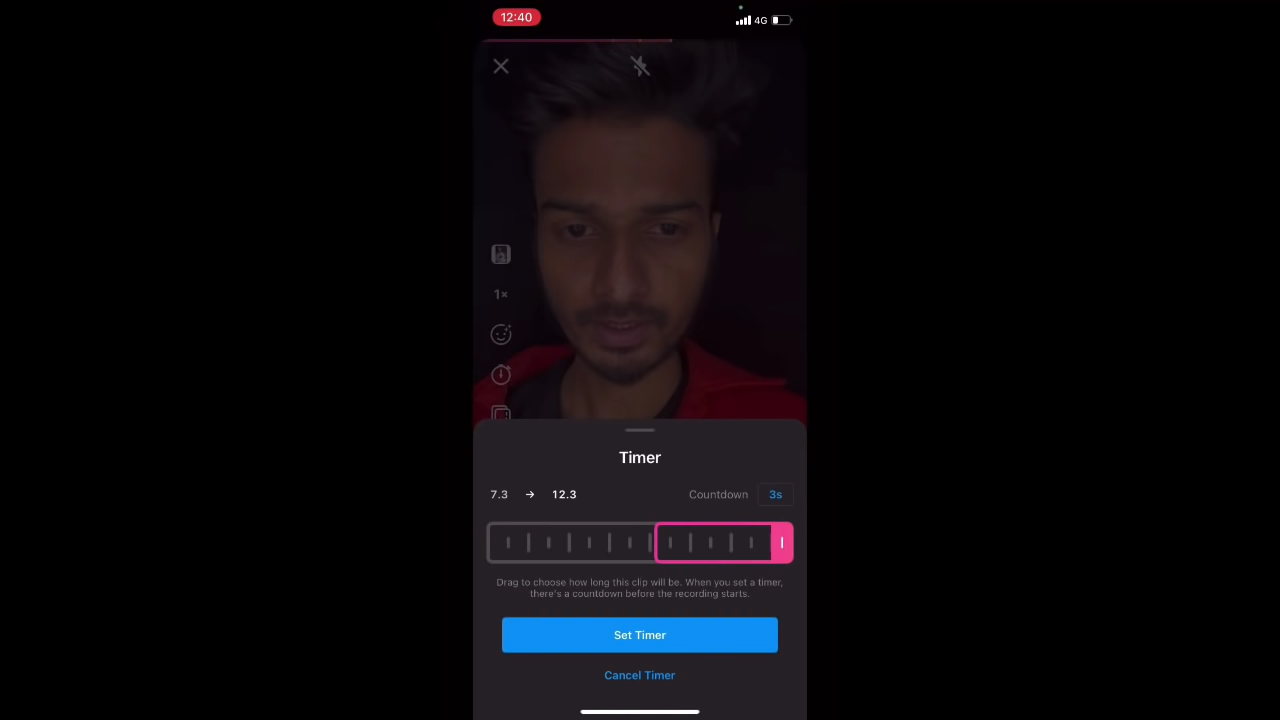 12:40
4G
1×
Timer
7.3 → 12.3
Countdown 3s
Drag to choose how long this clip will be. When you set a timer,
there's a countdown before the recording starts.
Set Timer
Cancel Timer